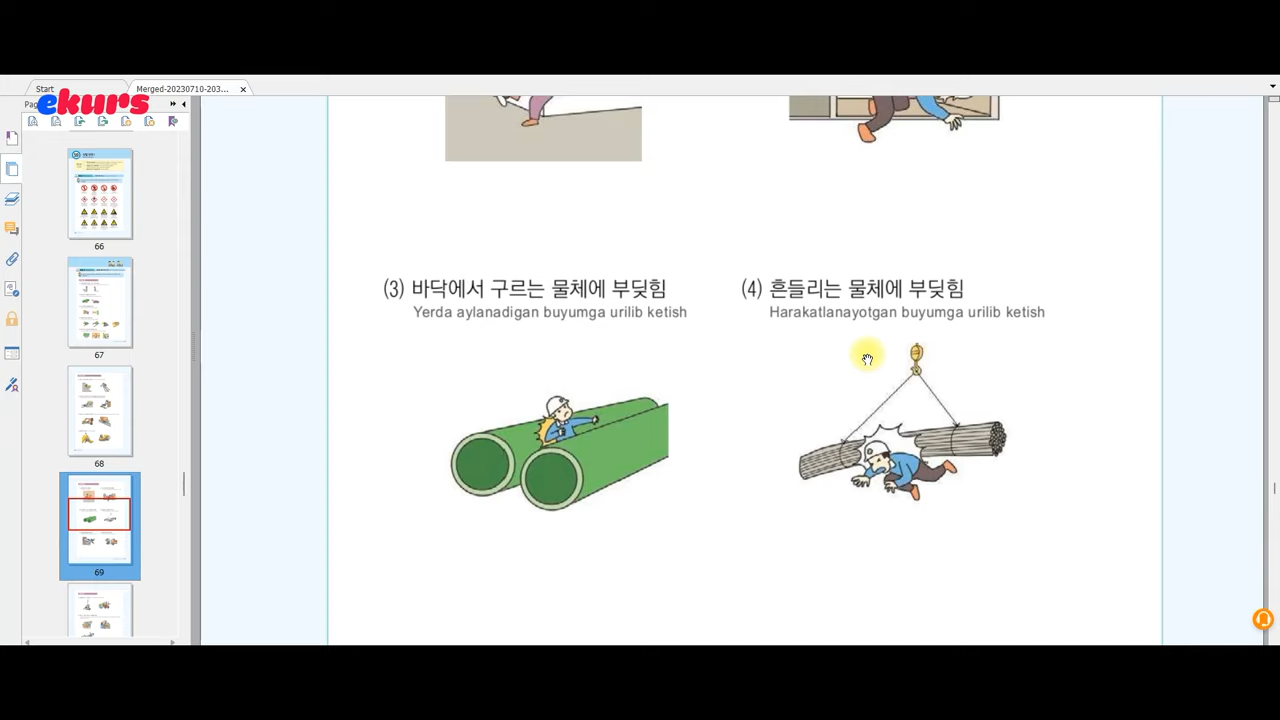 Start
Merged-20230710-203...
ekurs
66
67
68
69
(3) 바닥에서 구르는 물체에 부딪힘
Yerda aylanadigan buyumga urilib ketish
(4) 흔들리는 물체에 부딪힘
Harakatlanayotgan buyumga urilib ketish